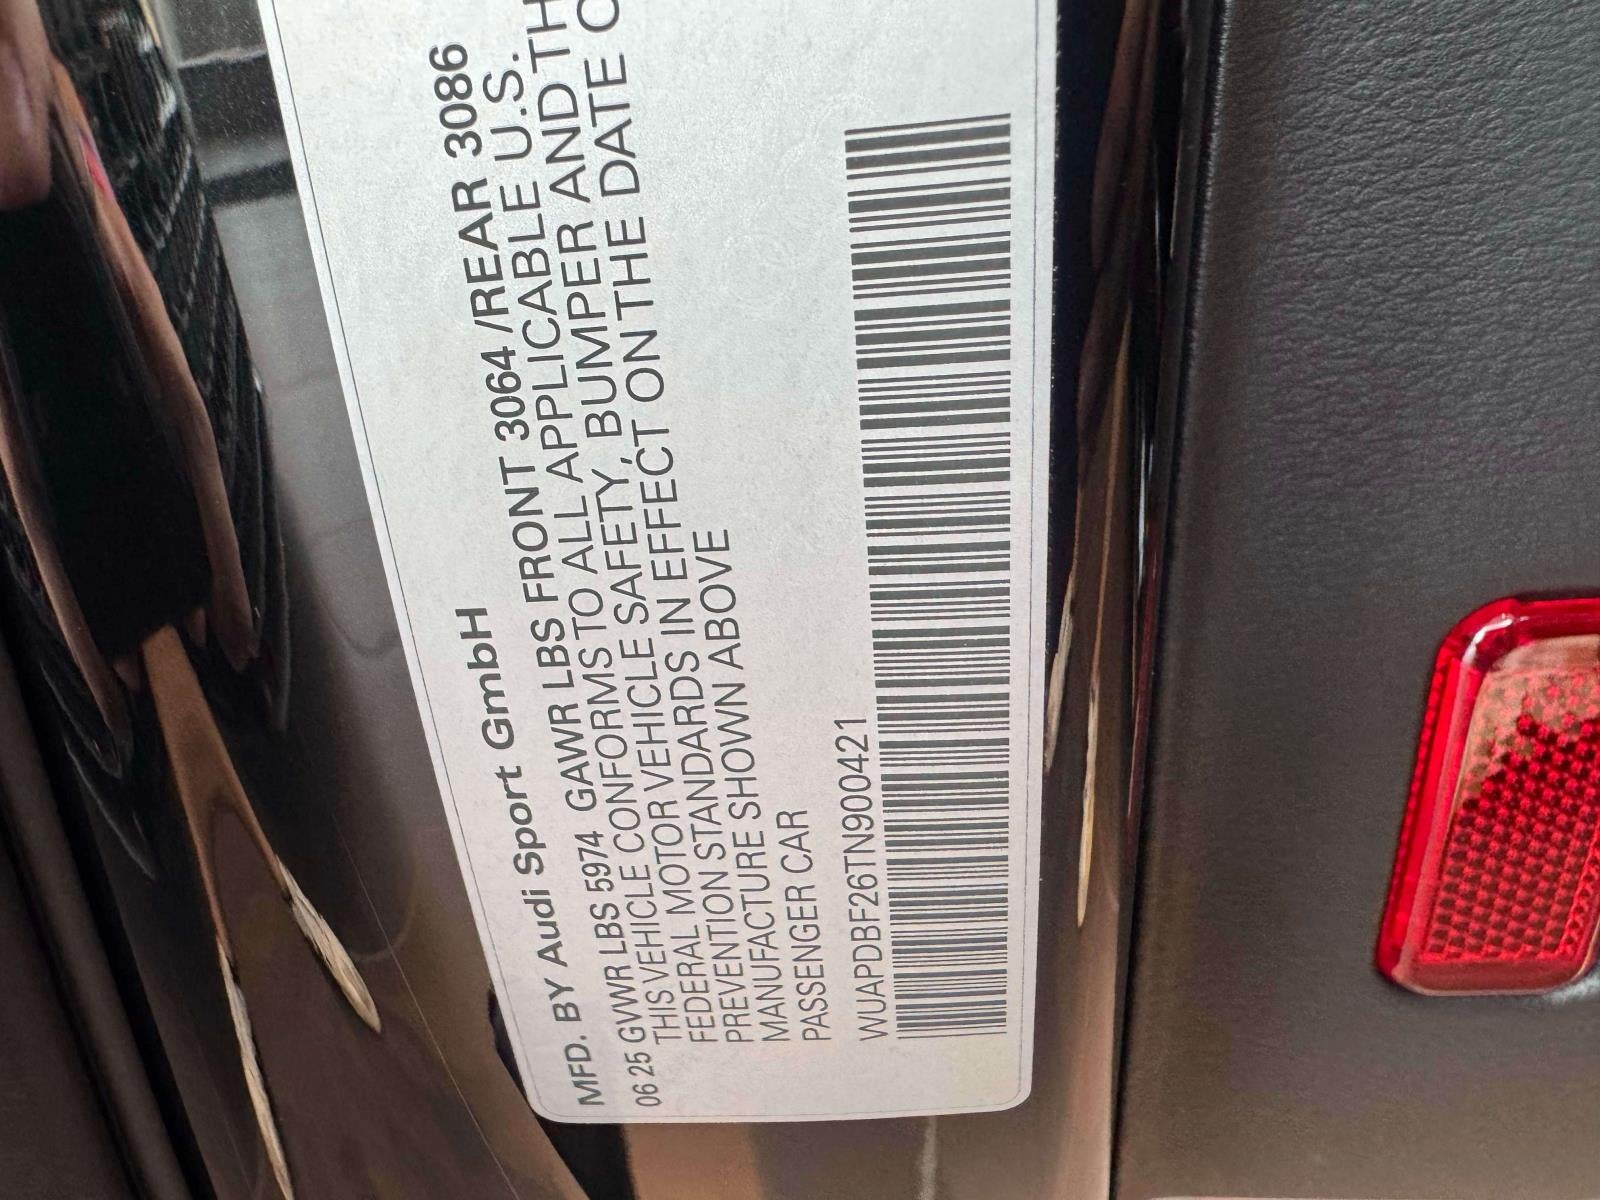 MFD. BY Audi Sport GmbH
06 25 GVWR LBS 5974 GAWR LBS FRONT 3064 /REAR 3086
THIS VEHICLE CONFORMS TO ALL APPLICABLE U.S.
FEDERAL MOTOR VEHICLE SAFETY, BUMPER AND TH
PREVENTION STANDARDS IN EFFECT ON THE DATE O
MANUFACTURE SHOWN ABOVE
PASSENGER CAR
WUAPDBF26TN900421